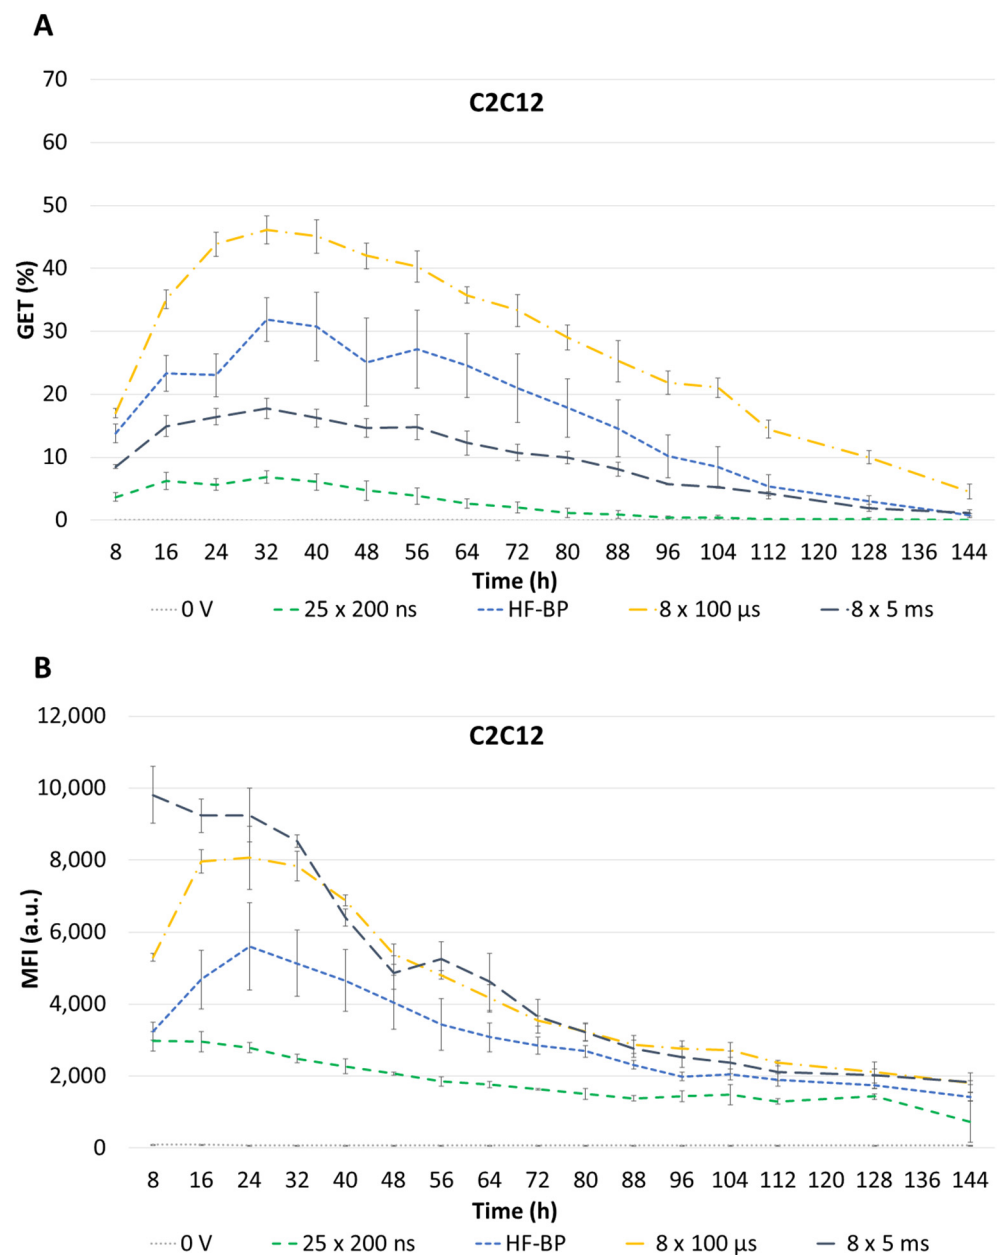 A
C2C12
70
60
50
40
30
20
10
0
GET (%)
8 16 24 32 40 48 56 64 72 80 88 96 104 112 120 128 136 144
Time (h)
0 V 25 x 200 ns HF-BP 8 x 100 μs 8 x 5 ms
B
C2C12
12,000
10,000
8,000
6,000
4,000
2,000
0
MFI (a.u.)
8 16 24 32 40 48 56 64 72 80 88 96 104 112 120 128 136 144
Time (h)
0 V 25 x 200 ns HF-BP 8 x 100 μs 8 x 5 ms